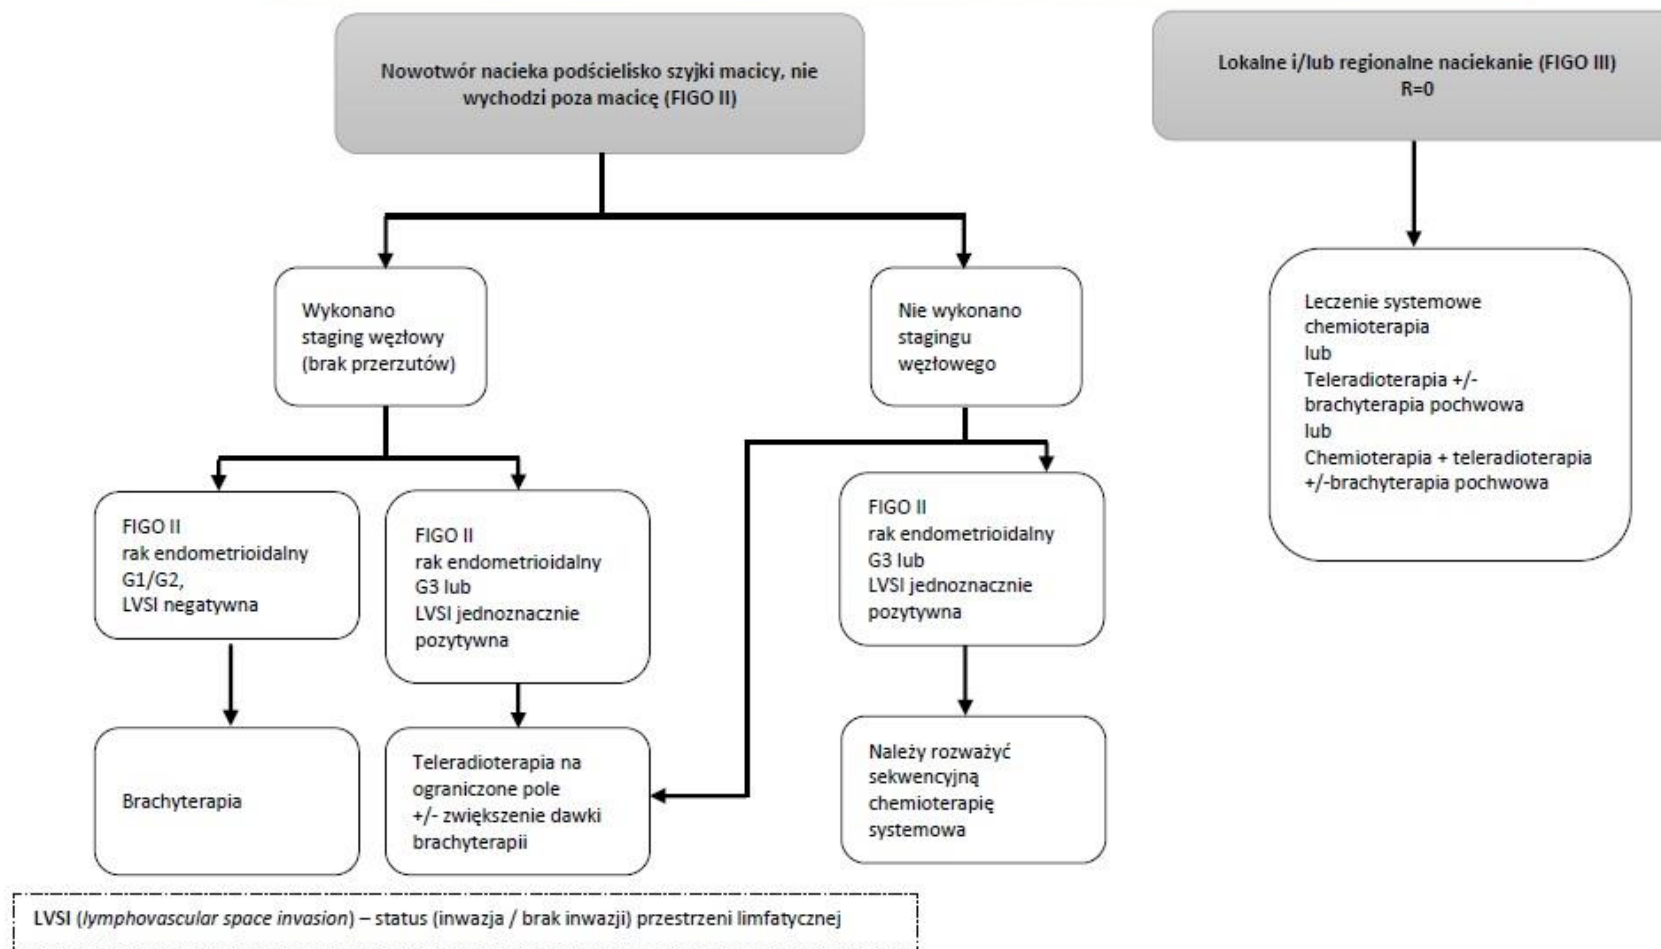 Nowotwór nacieka podścielisko szyjki macicy, nie
wychodzi poza macicę (FIGO II)
Lokalne i/lub regionalne naciekanie (FIGO III)
R=0
Wykonano
staging węzłowy
(brak przerzutów)
Nie wykonano
stagingu
węzłowego
Leczenie systemowe
chemioterapia
lub
Teleradioterapia +/-
brachyterapia pochwowa
lub
Chemioterapia + teleradioterapia
+/-brachyterapia pochwowa
FIGO II
rak endometrioidalny
G1/G2,
LVSI negatywna
FIGO II
rak endometrioidalny
G3 lub
LVSI jednoznacznie
pozytywna
FIGO II
rak endometrioidalny
G3 lub
LVSI jednoznacznie
pozytywna
Brachyterapia
Teleradioterapia na
ograniczone pole
+/- zwiększenie dawki
brachyterapii
Należy rozważyć
sekwencyjną
chemioterapię
systemowa
LVSI (lymphovascular space invasion) – status (inwazja / brak inwazji) przestrzeni limfatycznej